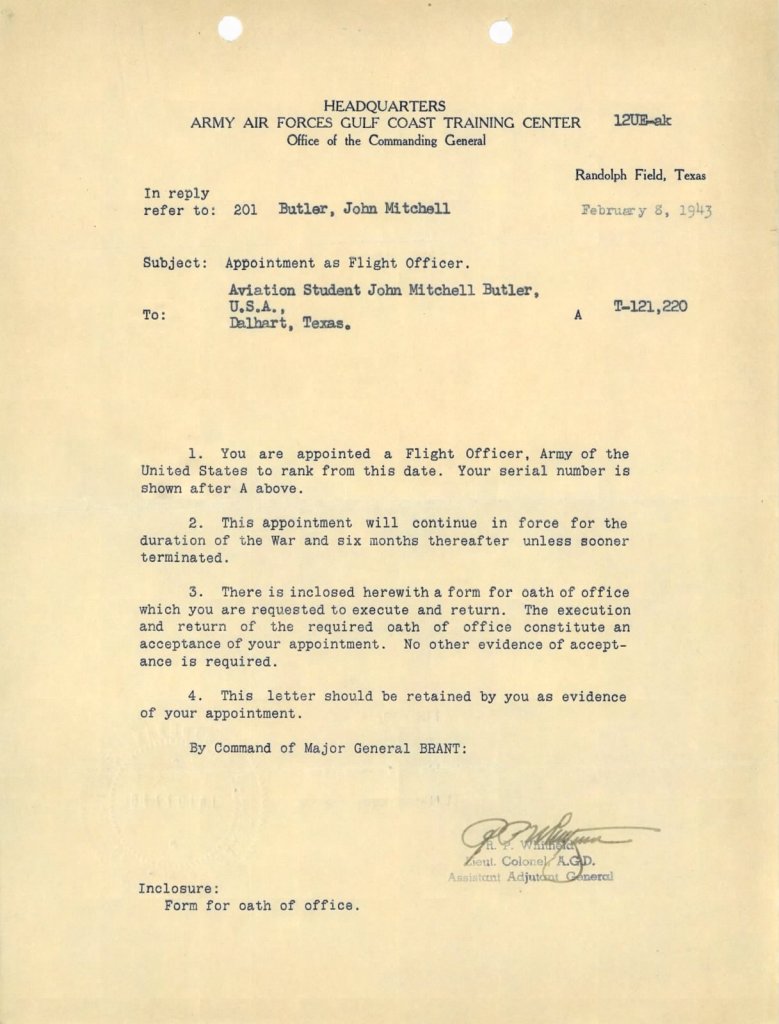 HEADQUARTERS
ARMY AIR FORCES GULF COAST TRAINING CENTER 12UE-ak
Office of the Commanding General
Randolph Field, Texas
In reply
refer to: 201 Butler, John Mitchell February 8, 1943
Subject: Appointment as Flight Officer.
Aviation Student John Mitchell Butler,
U.S.A.,
To: Dalhart, Texas. A T-121,220
1. You are appointed a Flight Officer, Army of the
United States to rank from this date. Your serial number is
shown after A above.
2. This appointment will continue in force for the
duration of the War and six months thereafter unless sooner
terminated.
3. There is inclosed herewith a form for oath of office
which you are requested to execute and return. The execution
and return of the required oath of office constitute an
acceptance of your appointment. No other evidence of accept-
ance is required.
4. This letter should be retained by you as evidence
of your appointment.
By Command of Major General BRANT:
R. P. Whitfield
Lieut. Colonel, A.G.D.
Assistant Adjutant General
Inclosure:
Form for oath of office.